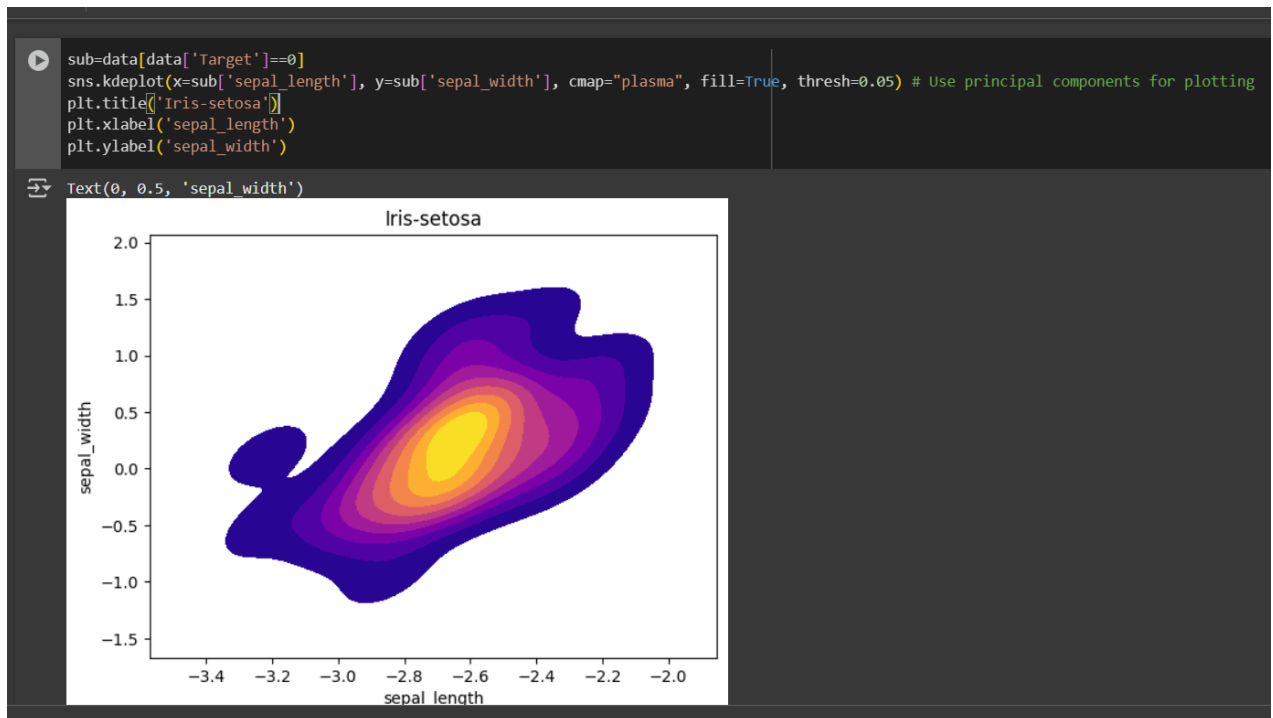 sub=data[data['Target']==0]
sns.kdeplot(x=sub['sepal_length'], y=sub['sepal_width'], cmap="plasma", fill=True, thresh=0.05) # Use principal components for plotting
plt.title('Iris-setosa')
plt.xlabel('sepal_length')
plt.ylabel('sepal_width')
Text(0, 0.5, 'sepal_width')
Iris-setosa
2.0
1.5
1.0
0.5
0.0
−0.5
−1.0
−1.5
sepal_width
−3.4 −3.2 −3.0 −2.8 −2.6 −2.4 −2.2 −2.0
sepal_length